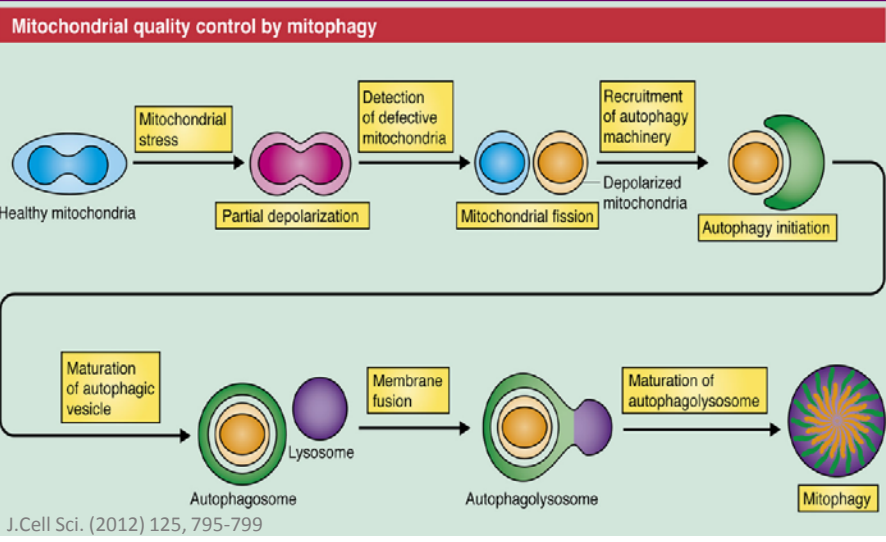 Mitochondrial quality control by mitophagy
Mitochondrial
stress
Detection
of defective
mitochondria
Recruitment
of autophagy
machinery
Healthy mitochondria
Partial depolarization
Mitochondrial fission
Depolarized
mitochondria
Autophagy initiation
Maturation
of autophagic
vesicle
Membrane
fusion
Maturation of
autophagolysosome
Lysosome
Autophagosome
Autophagolysosome
Mitophagy
J.Cell Sci. (2012) 125, 795-799